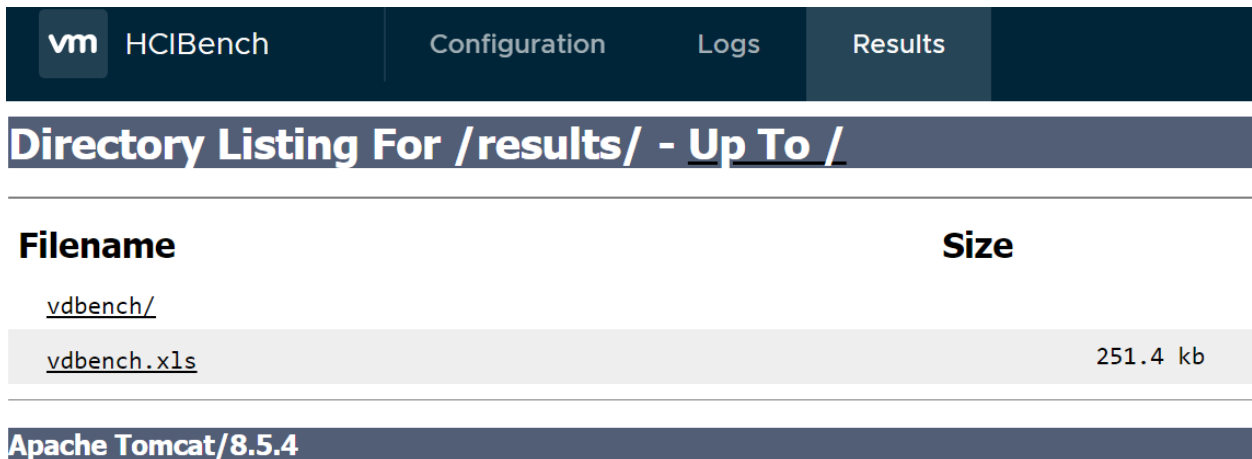 vm HCIBench Configuration Logs Results
Directory Listing For /results/ - Up To /
Filename Size
vdbench/
vdbench.xls 251.4 kb
Apache Tomcat/8.5.4